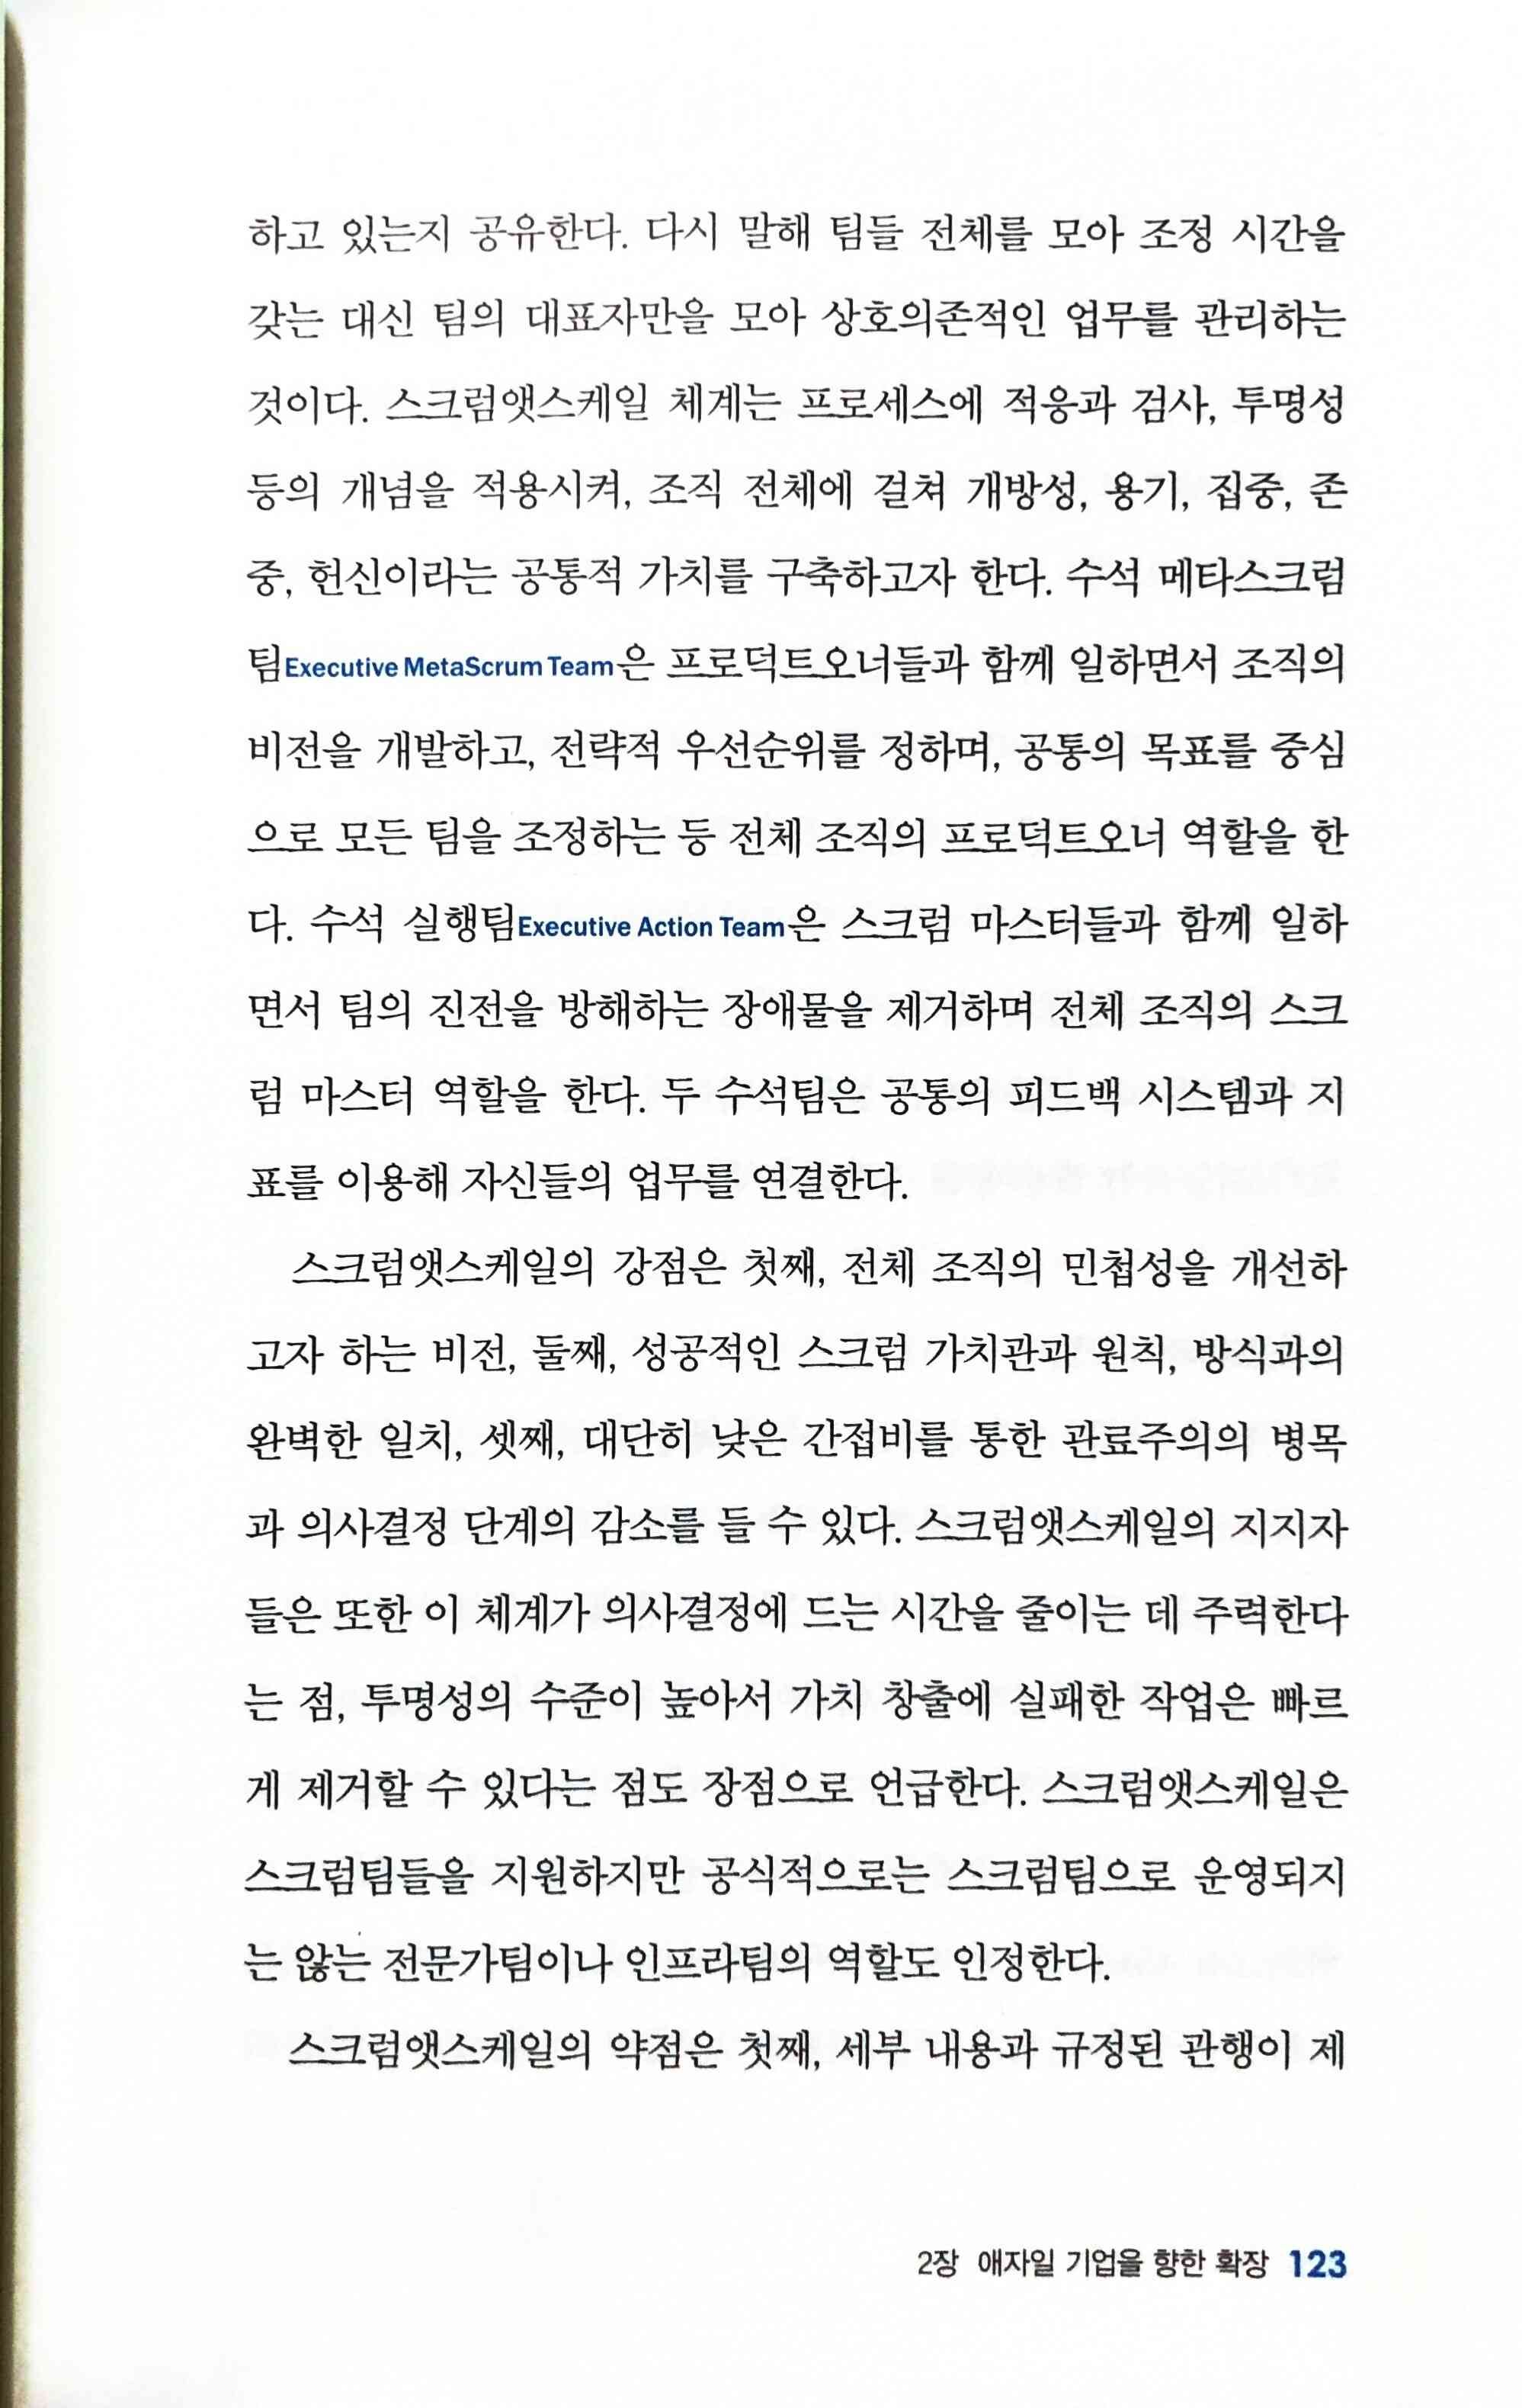 하고 있는지 공유한다. 다시 말해 팀들 전체를 모아 조정 시간을
갖는 대신 팀의 대표자만을 모아 상호의존적인 업무를 관리하는
것이다. 스크럼앳스케일 체계는 프로세스에 적응과 검사, 투명성
등의 개념을 적용시켜, 조직 전체에 걸쳐 개방성, 용기, 집중, 존
중, 헌신이라는 공통적 가치를 구축하고자 한다. 수석 메타스크럼
팀Executive MetaScrum Team은 프로덕트오너들과 함께 일하면서 조직의
비전을 개발하고, 전략적 우선순위를 정하며, 공통의 목표를 중심
으로 모든 팀을 조정하는 등 전체 조직의 프로덕트오너 역할을 한
다. 수석 실행팀Executive Action Team은 스크럼 마스터들과 함께 일하
면서 팀의 진전을 방해하는 장애물을 제거하며 전체 조직의 스크
럼 마스터 역할을 한다. 두 수석팀은 공통의 피드백 시스템과 지
표를 이용해 자신들의 업무를 연결한다.
스크럼앳스케일의 강점은 첫째, 전체 조직의 민첩성을 개선하
고자 하는 비전, 둘째, 성공적인 스크럼 가치관과 원칙, 방식과의
완벽한 일치, 셋째, 대단히 낮은 간접비를 통한 관료주의의 병목
과 의사결정 단계의 감소를 들 수 있다. 스크럼앳스케일의 지지자
들은 또한 이 체계가 의사결정에 드는 시간을 줄이는 데 주력한다
는 점, 투명성의 수준이 높아서 가치 창출에 실패한 작업은 빠르
게 제거할 수 있다는 점도 장점으로 언급한다. 스크럼앳스케일은
스크럼팀들을 지원하지만 공식적으로는 스크럼팀으로 운영되지
는 않는 전문가팀이나 인프라팀의 역할도 인정한다.
스크럼앳스케일의 약점은 첫째, 세부 내용과 규정된 관행이 제
2장 애자일 기업을 향한 확장 123